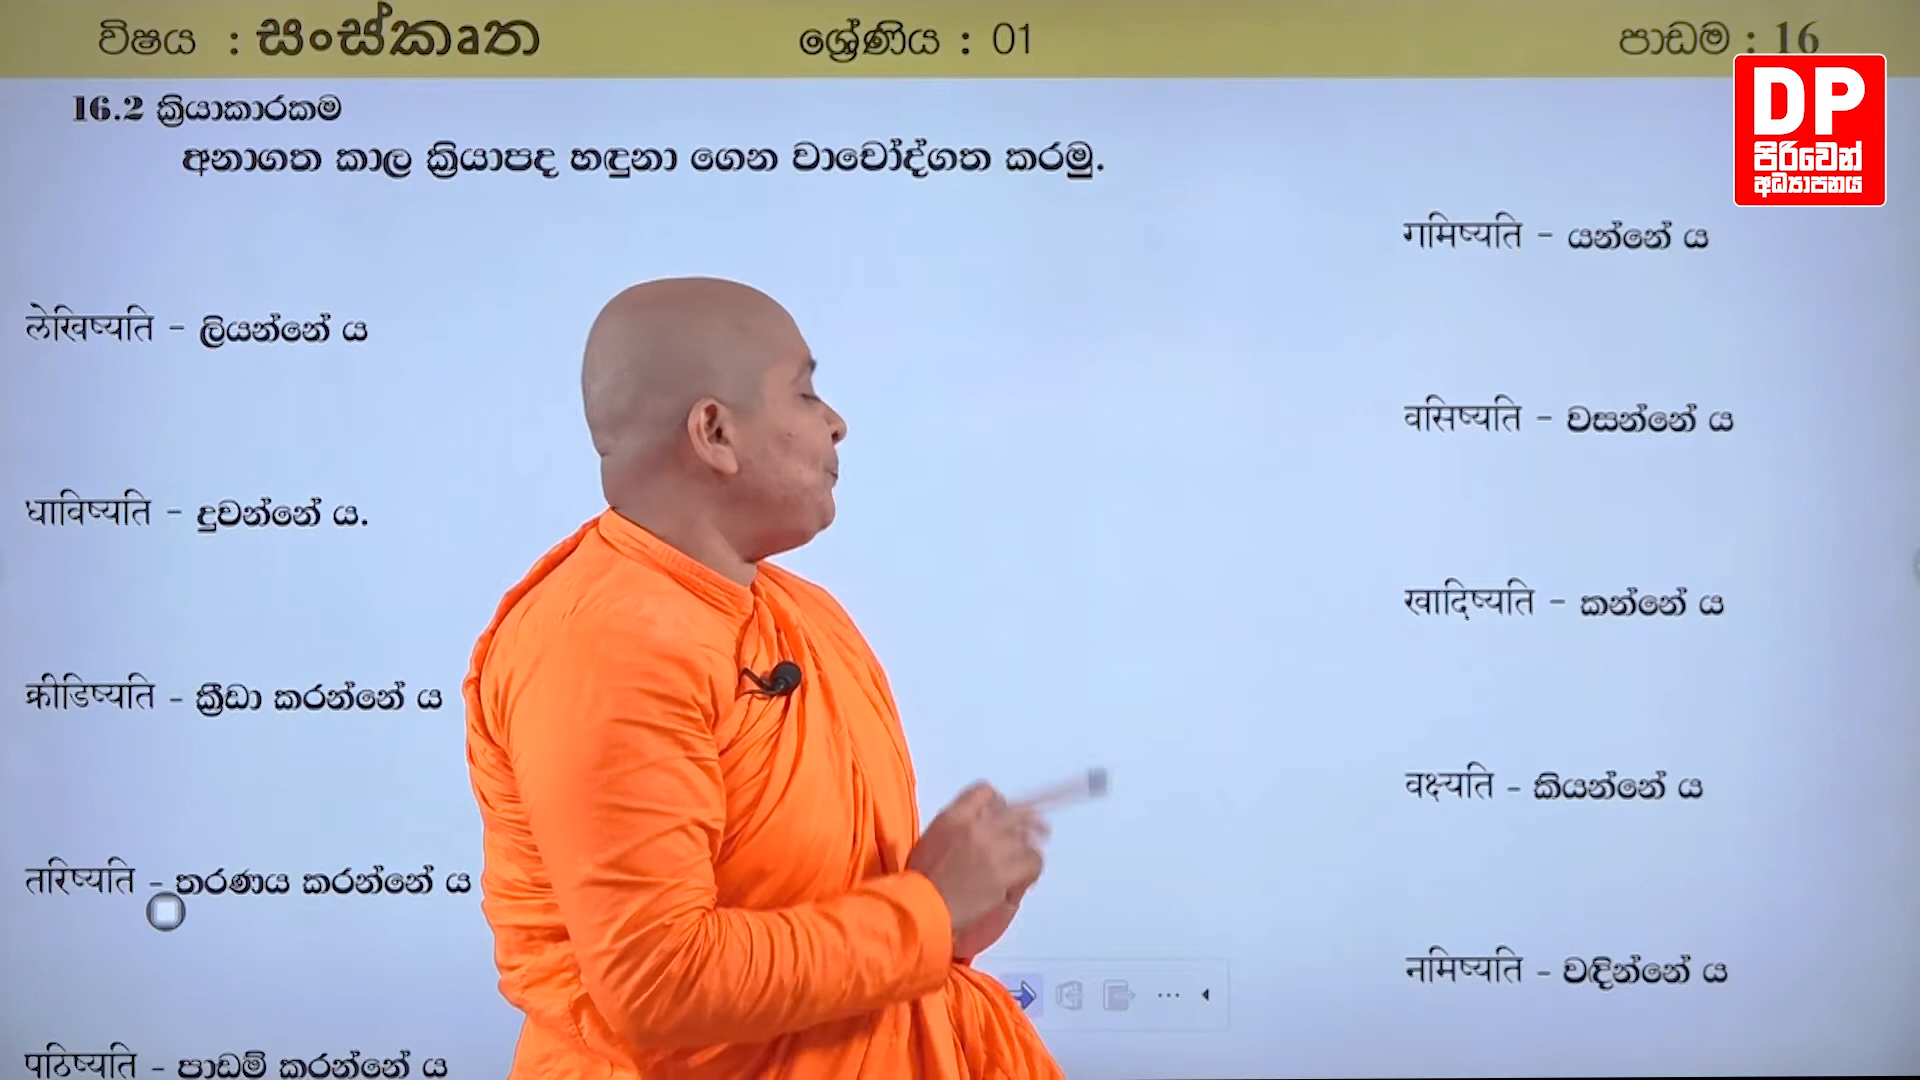 විෂය : සංස්කෘත ශ්‍රේණිය : 01 පාඩම : 16
DP
පිරිවෙන්
අධ්‍යාපනය
16.2 ක්‍රියාකාරකම
අනාගත කාල ක්‍රියාපද හඳුනා ගෙන වාචෝද්ගත කරමු.
लेखिष्यति - ලියන්නේ ය
धाविष्यति - දුවන්නේ ය.
क्रीडिष्यति - ක්‍රීඩා කරන්නේ ය
तरिष्यति - තරණය කරන්නේ ය
पठिष्यति - පාඩම් කරන්නේ ය
गमिष्यति - යන්නේ ය
वसिष्यति - වසන්නේ ය
खादिष्यति - කන්නේ ය
वक्ष्यति - කියන්නේ ය
नमिष्यति - වඳින්නේ ය